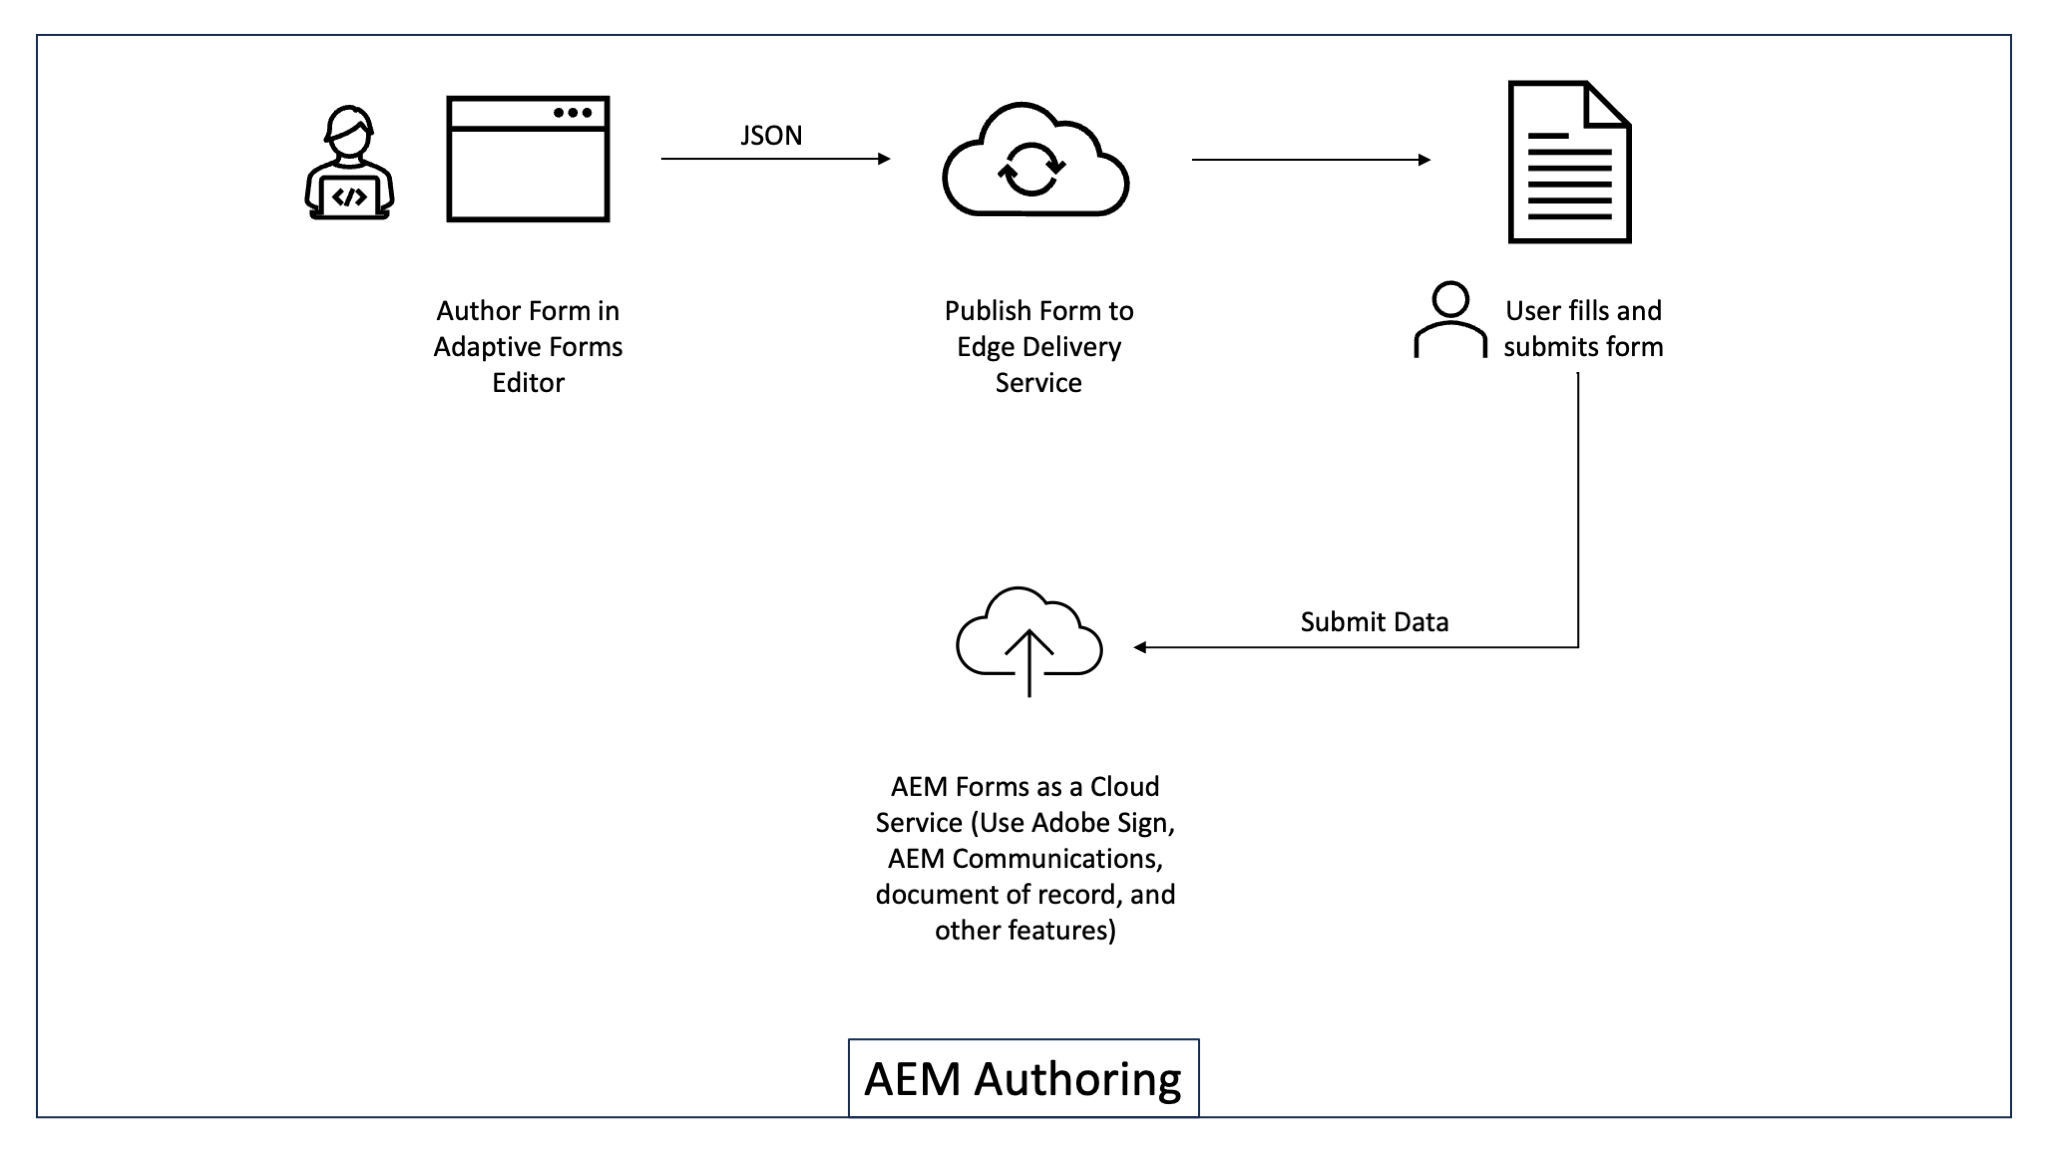 JSON
</>
Author Form in
Adaptive Forms
Editor
Publish Form to
Edge Delivery
Service
User fills and
submits form
Submit Data
AEM Forms as a Cloud
Service (Use Adobe Sign,
AEM Communications,
document of record, and
other features)
AEM Authoring